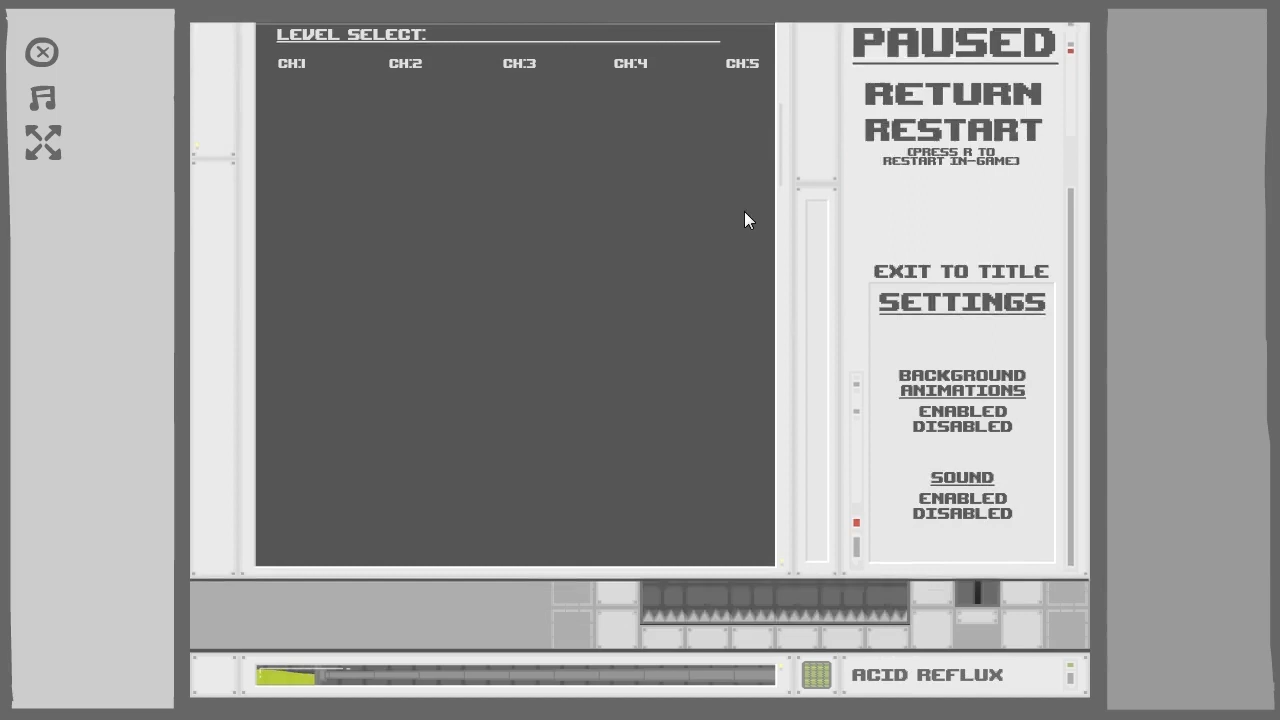 LEVEL SELECT:
CH:1 CH:2 CH:3 CH:4 CH:5
PAUSED
RETURN
RESTART
(PRESS R TO
RESTART IN-GAME)
EXIT TO TITLE
SETTINGS
BACKGROUND
ANIMATIONS
ENABLED
DISABLED
SOUND
ENABLED
DISABLED
ACID REFLUX